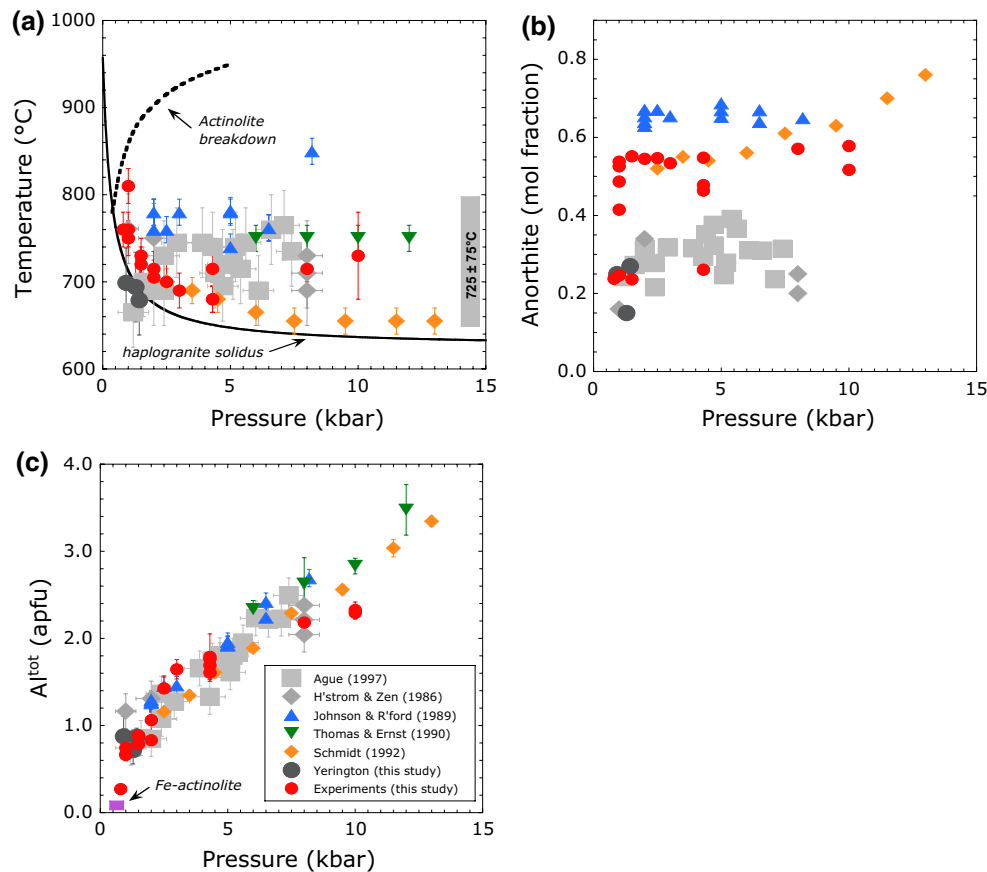 (a)
1000
900
800
700
600
Temperature (°C)
Actinolite
breakdown
haplogranite solidus
725 ± 75°C
0
5
10
15
Pressure (kbar)
(b)
0.8
0.6
0.4
0.2
0.0
Anorthite (mol fraction)
0
5
10
15
Pressure (kbar)
(c)
4.0
3.0
2.0
1.0
0.0
Al^tot (apfu)
Fe-actinolite
Ague (1997)
H'strom & Zen (1986)
Johnson & R'ford (1989)
Thomas & Ernst (1990)
Schmidt (1992)
Yerington (this study)
Experiments (this study)
0
5
10
15
Pressure (kbar)